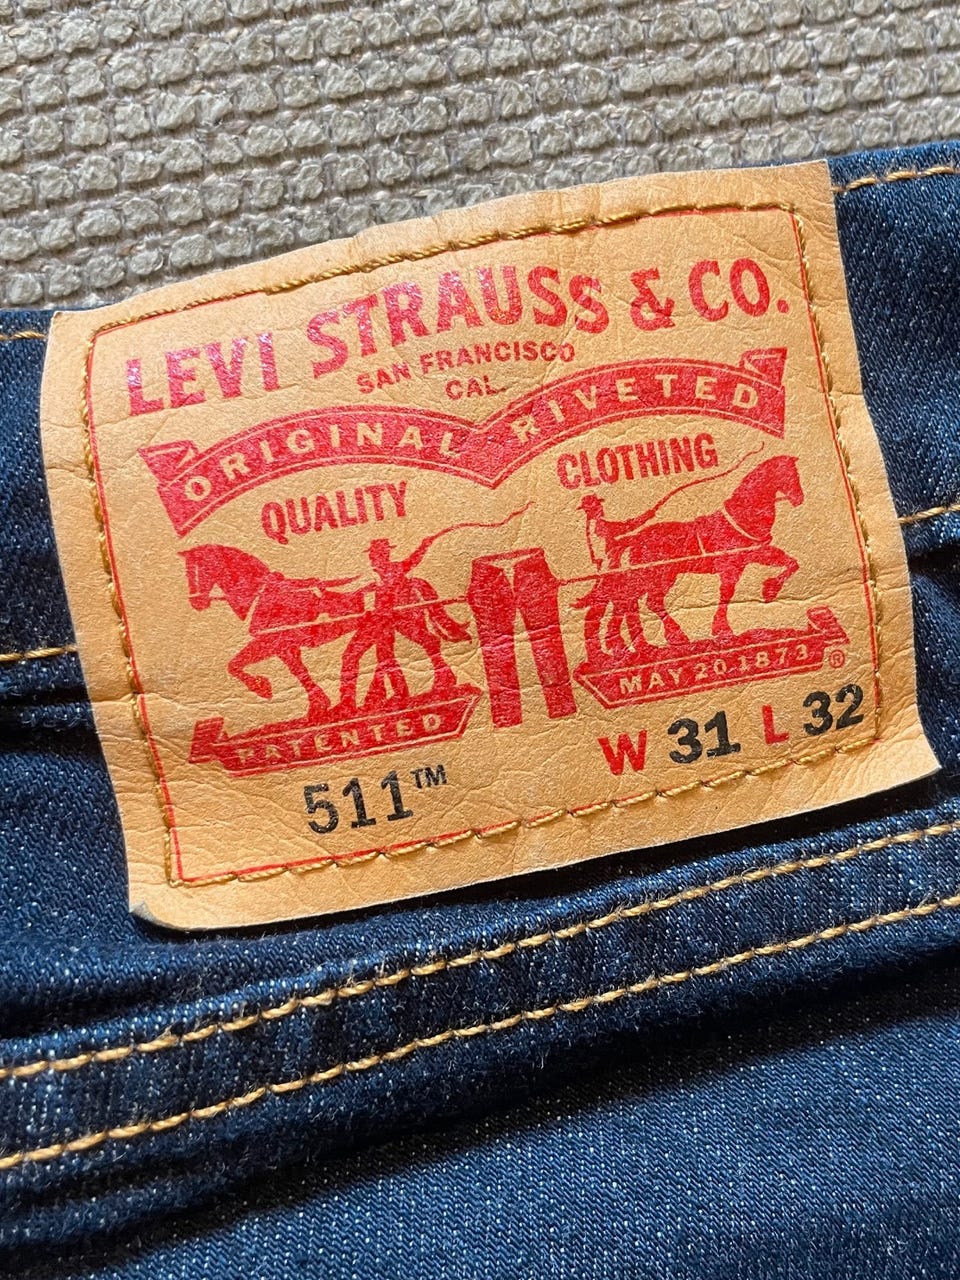 LEVI STRAUSS & CO.
SAN FRANCISCO
CAL.
ORIGINAL RIVETED
QUALITY CLOTHING
PATENTED MAY 20 1873 ®
511™ W 31 L 32